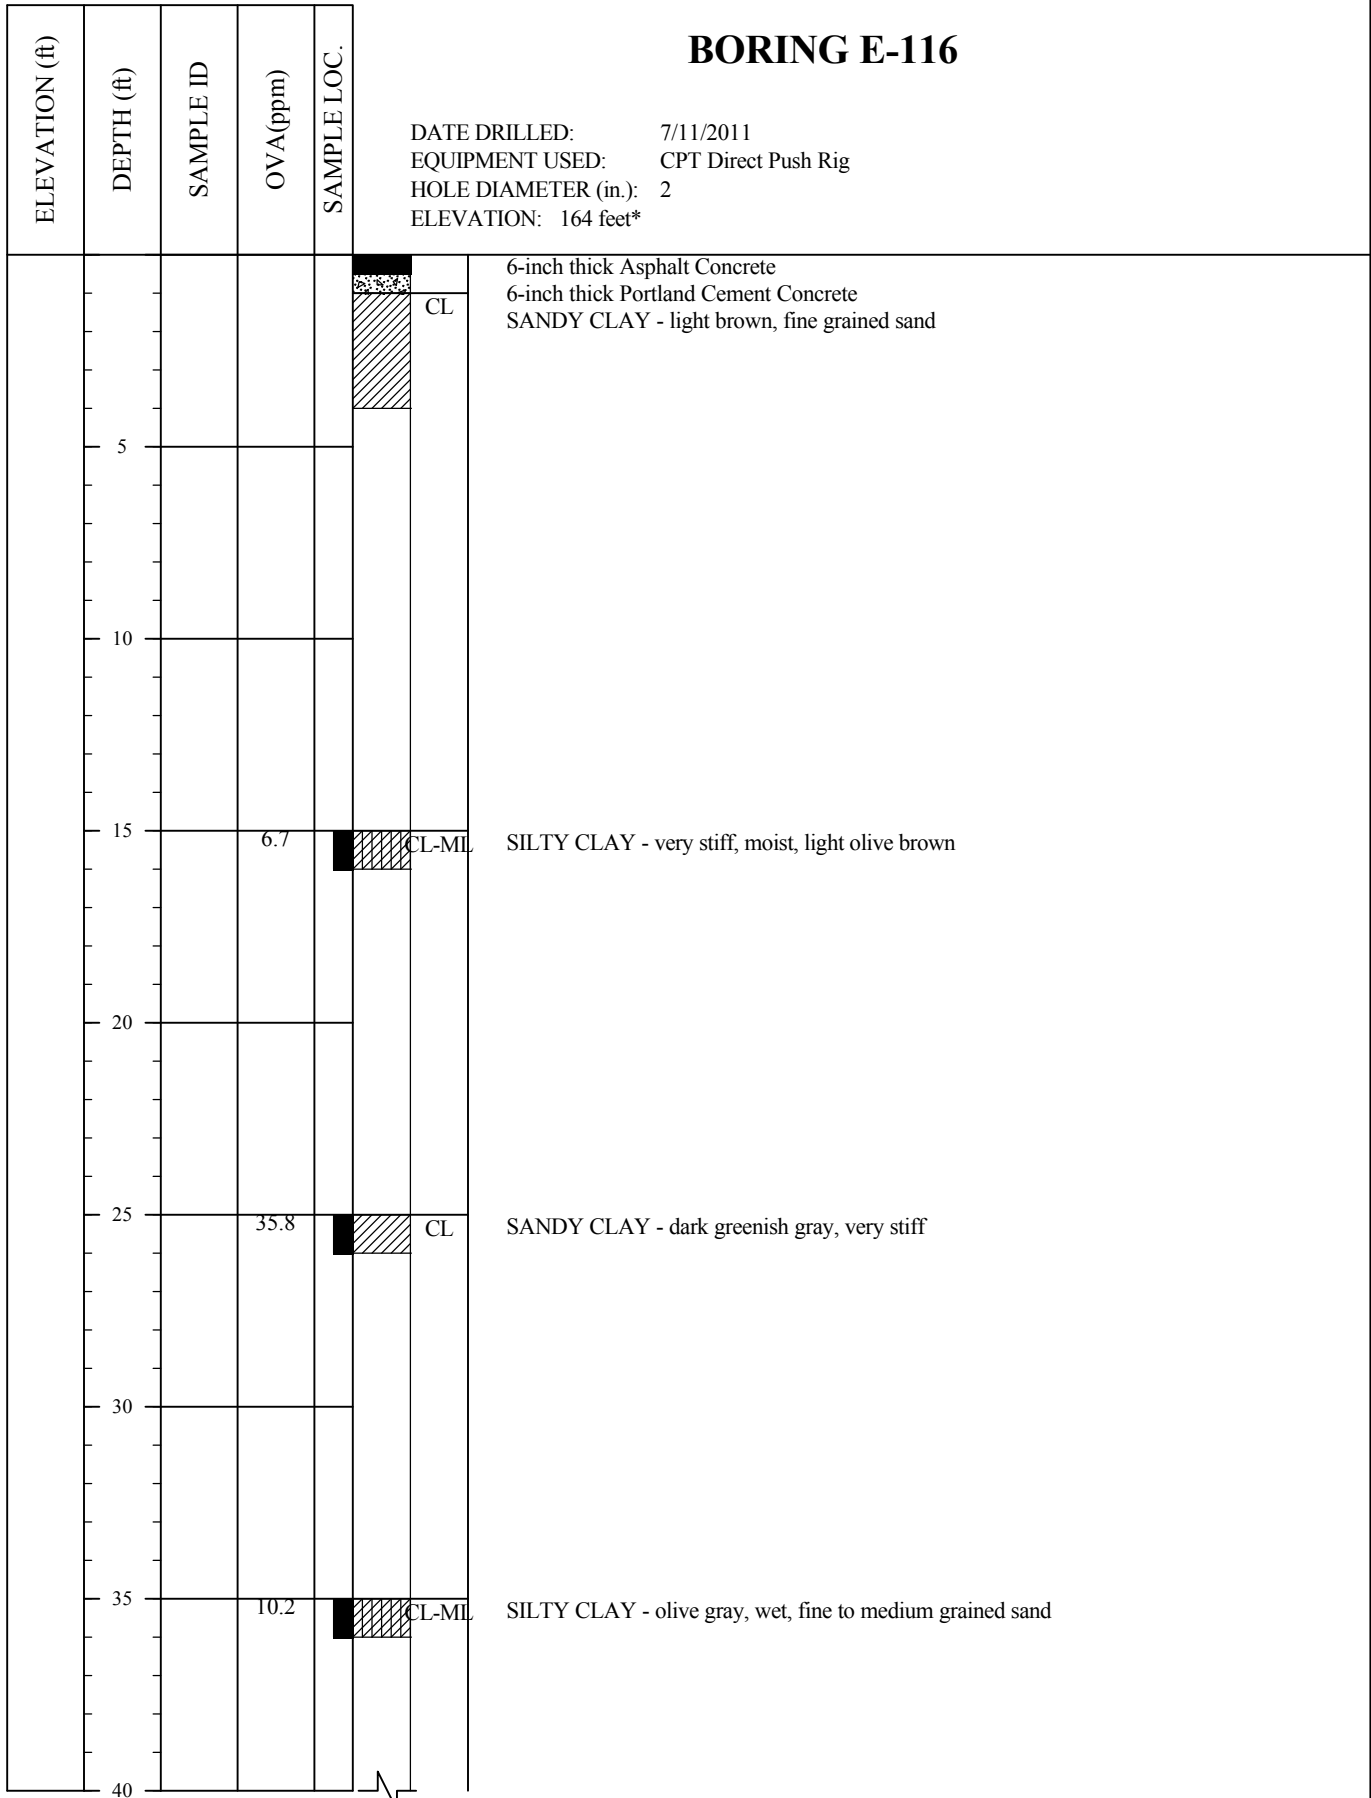 BORING E-116
ELEVATION (ft)
DEPTH (ft)
SAMPLE ID
OVA(ppm)
SAMPLE LOC.
DATE DRILLED: 7/11/2011
EQUIPMENT USED: CPT Direct Push Rig
HOLE DIAMETER (in.): 2
ELEVATION: 164 feet*
6-inch thick Asphalt Concrete
6-inch thick Portland Cement Concrete
CL SANDY CLAY - light brown, fine grained sand
5
10
15 6.7 CL-ML SILTY CLAY - very stiff, moist, light olive brown
20
25 35.8 CL SANDY CLAY - dark greenish gray, very stiff
30
35 10.2 CL-ML SILTY CLAY - olive gray, wet, fine to medium grained sand
40